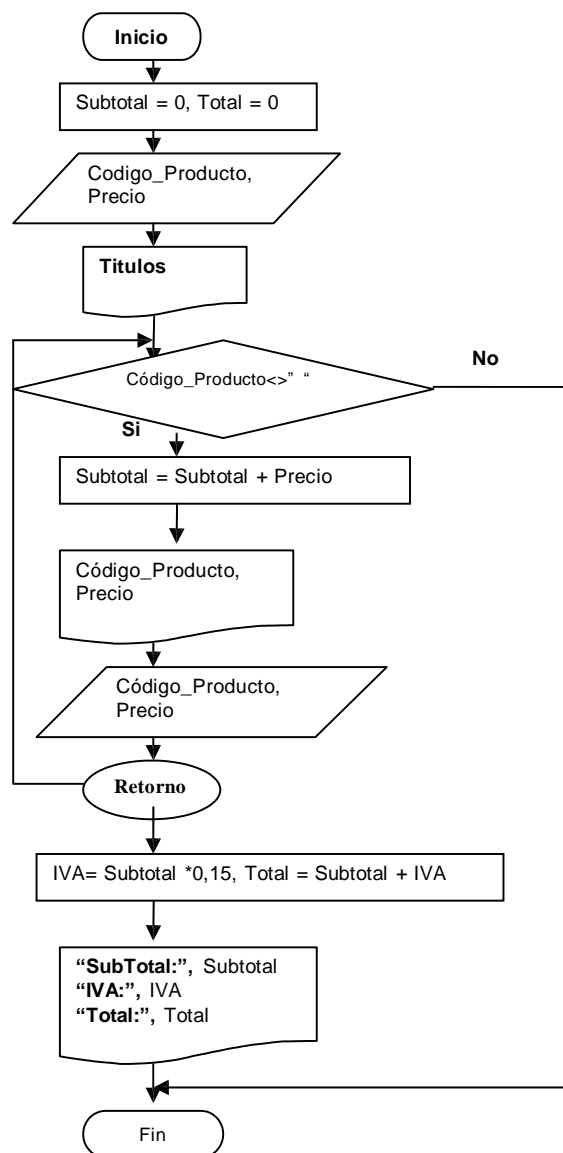 Inicio
Subtotal = 0, Total = 0
Codigo_Producto,
Precio
Titulos
Código_Producto<>” “
No
Si
Subtotal = Subtotal + Precio
Código_Producto,
Precio
Código_Producto,
Precio
Retorno
IVA= Subtotal *0,15, Total = Subtotal + IVA
“SubTotal:”, Subtotal
“IVA:”, IVA
“Total:”, Total
Fin